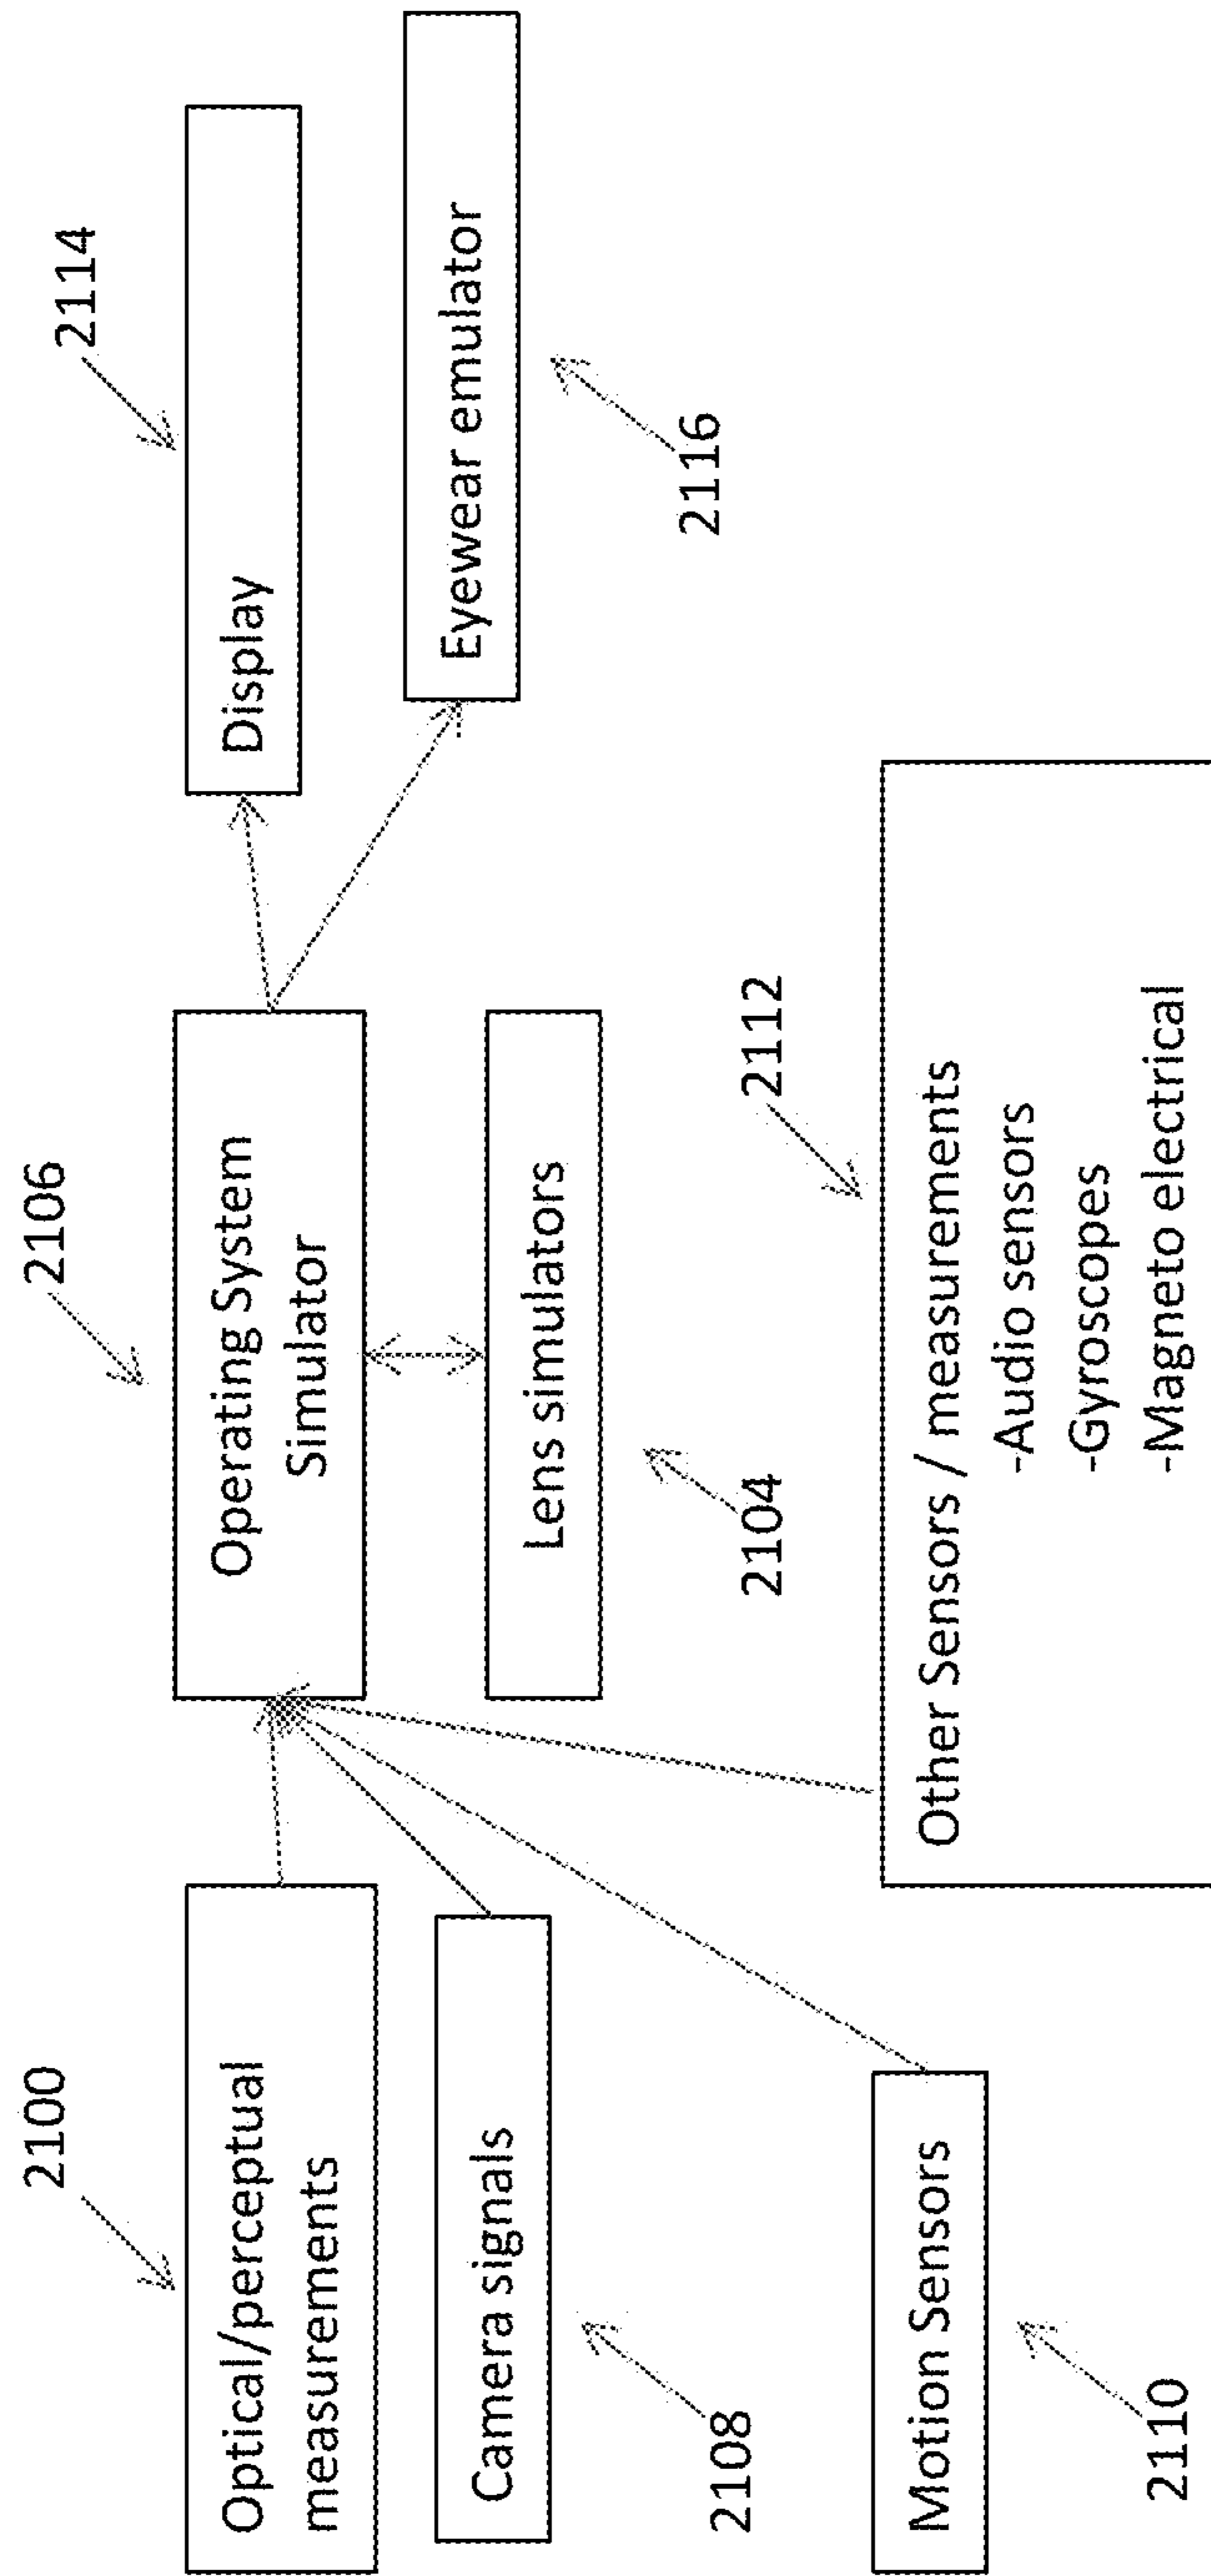 2100
Optical/perceptual
measurements
Camera signals
2108
Motion Sensors
2110
2106
Operating System
Simulator
Lens simulators
2104
2112
Other Sensors / measurements
-Audio sensors
-Gyroscopes
-Magneto electrical
2114
Display
Eyewear emulator
2116